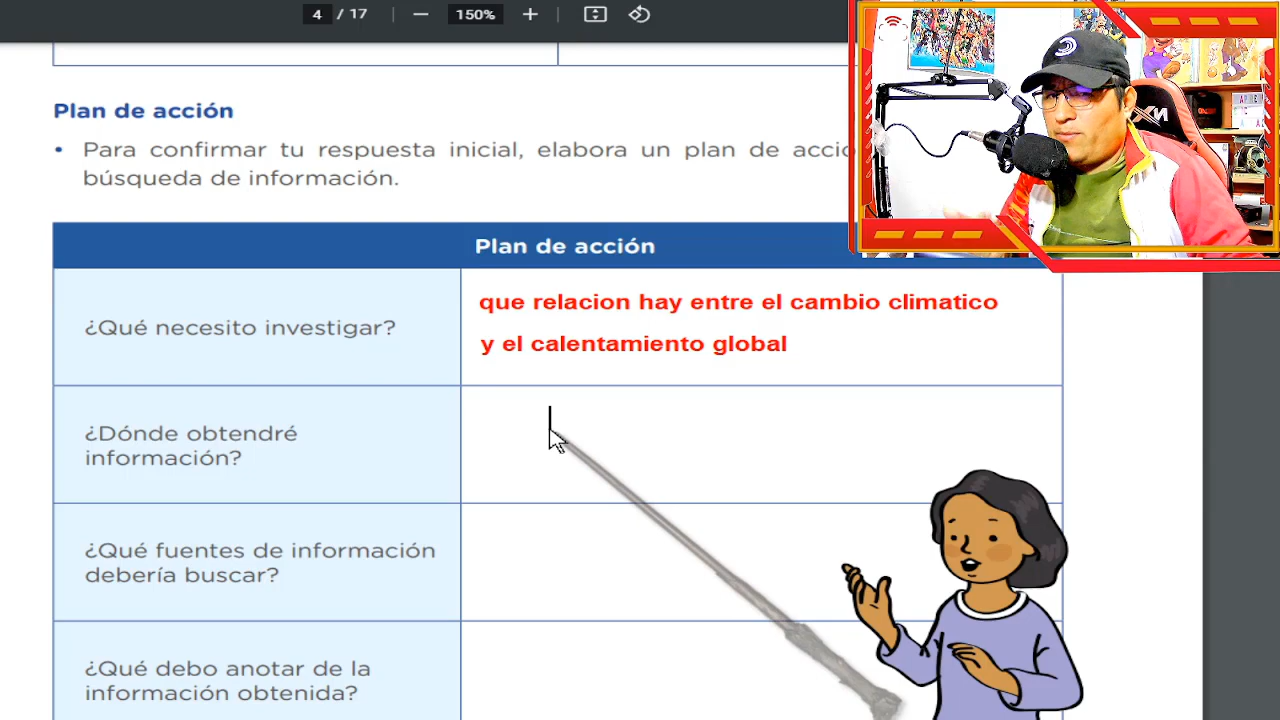 4 / 17
150%
Plan de acción
• Para confirmar tu respuesta inicial, elabora un plan de
búsqueda de información.
Plan de acción
¿Qué necesito investigar?
que relacion hay entre el cambio climatico
y el calentamiento global
¿Dónde obtendré
información?
¿Qué fuentes de información
debería buscar?
¿Qué debo anotar de la
información obtenida?